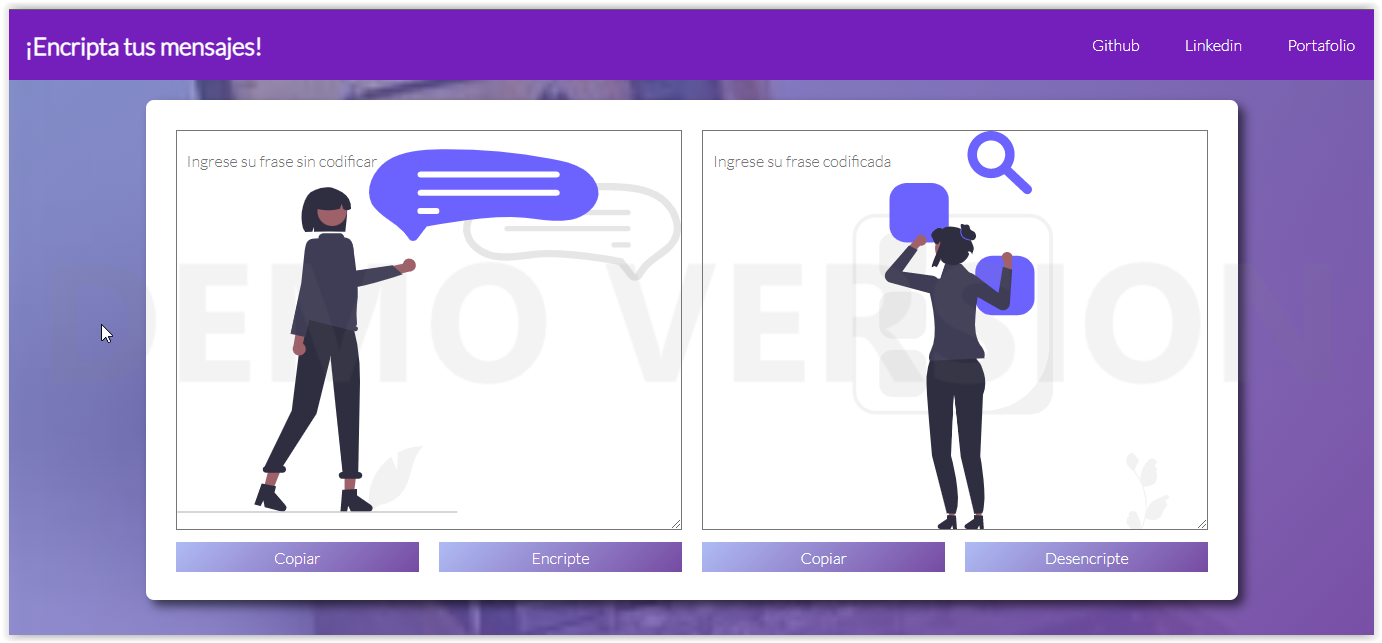 ¡Encripta tus mensajes!
Github Linkedin Portafolio
Ingrese su frase sin codificar
Ingrese su frase codificada
DEMO VERSION
Copiar Encripte Copiar Desencripte